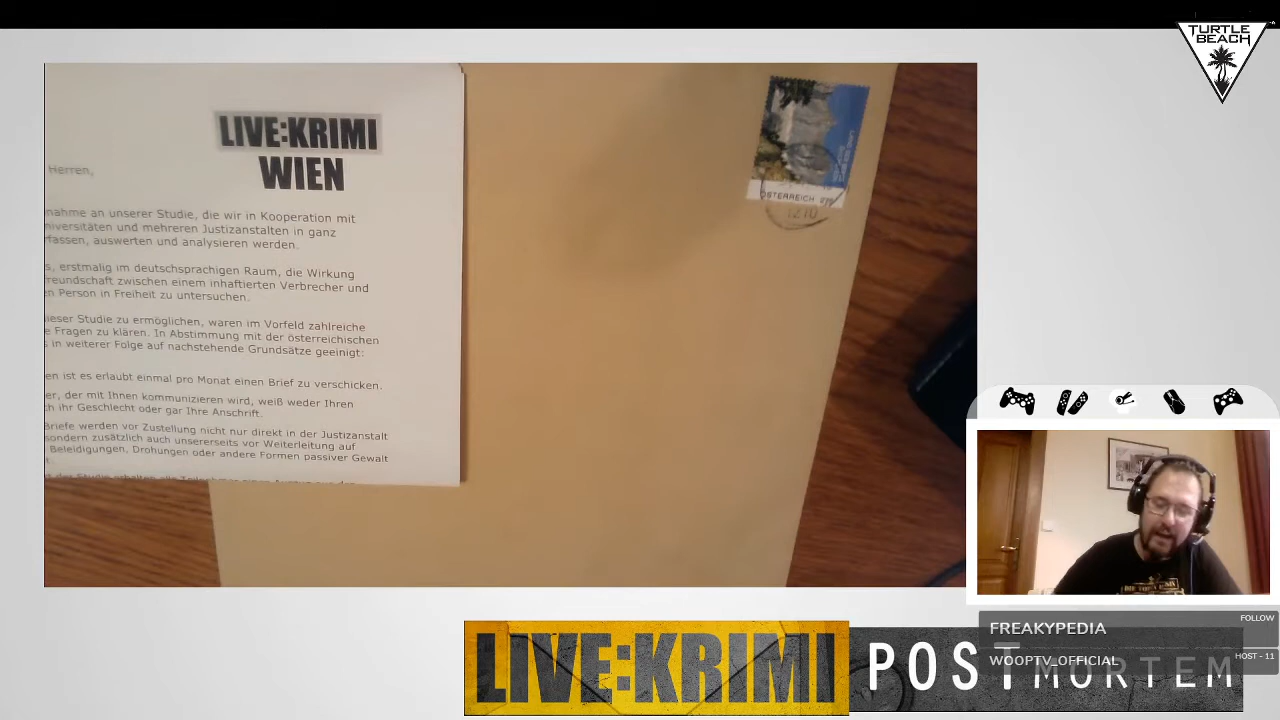 TURTLE
BEACH
LIVE:KRIMI
WIEN
Herren,
nahme an unserer Studie, die wir in Kooperation mit
niversitäten und mehreren Justizanstalten in ganz
rfassen, auswerten und analysieren werden.
s, erstmalig im deutschsprachigen Raum, die Wirkung
reundschaft zwischen einem inhaftierten Verbrecher und
n Person in Freiheit zu untersuchen.
ieser Studie zu ermöglichen, waren im Vorfeld zahlreiche
e Fragen zu klären. In Abstimmung mit der österreichischen
s in weiterer Folge auf nachstehende Grundsätze geeinigt:
en ist es erlaubt einmal pro Monat einen Brief zu verschicken.
er, der mit Ihnen kommunizieren wird, weiß weder Ihren
ch ihr Geschlecht oder gar Ihre Anschrift.
Briefe werden vor Zustellung nicht nur direkt in der Justizanstalt
sondern zusätzlich auch unsererseits vor Weiterleitung auf
Beleidigungen, Drohungen oder andere Formen passiver Gewalt
ÖSTERREICH
1210
FOLLOW
FREAKYPEDIA
WOOPTV_OFFICIAL
HOST - 11
LIVE:KRIMI
POSTMORTEM